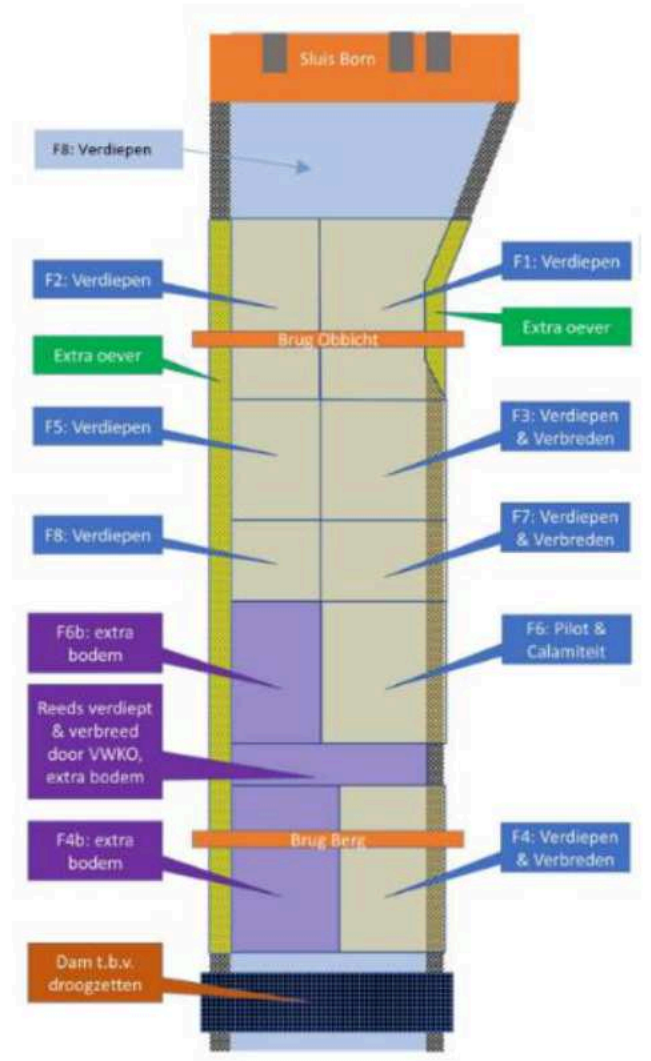 Sluis Born
F8: Verdiepen
F1: Verdiepen
F2: Verdiepen
Extra oever
Brug Obbicht
Extra oever
F5: Verdiepen
F3: Verdiepen
& Verbreden
F8: Verdiepen
F7: Verdiepen
& Verbreden
F6b: extra
bodem
F6: Pilot &
Calamiteit
Reeds verdiept
& verbreed
door VWKO,
extra bodem
F4b: extra
bodem
Brug Berg
F4: Verdiepen
& Verbreden
Dam t.b.v.
droogzetten